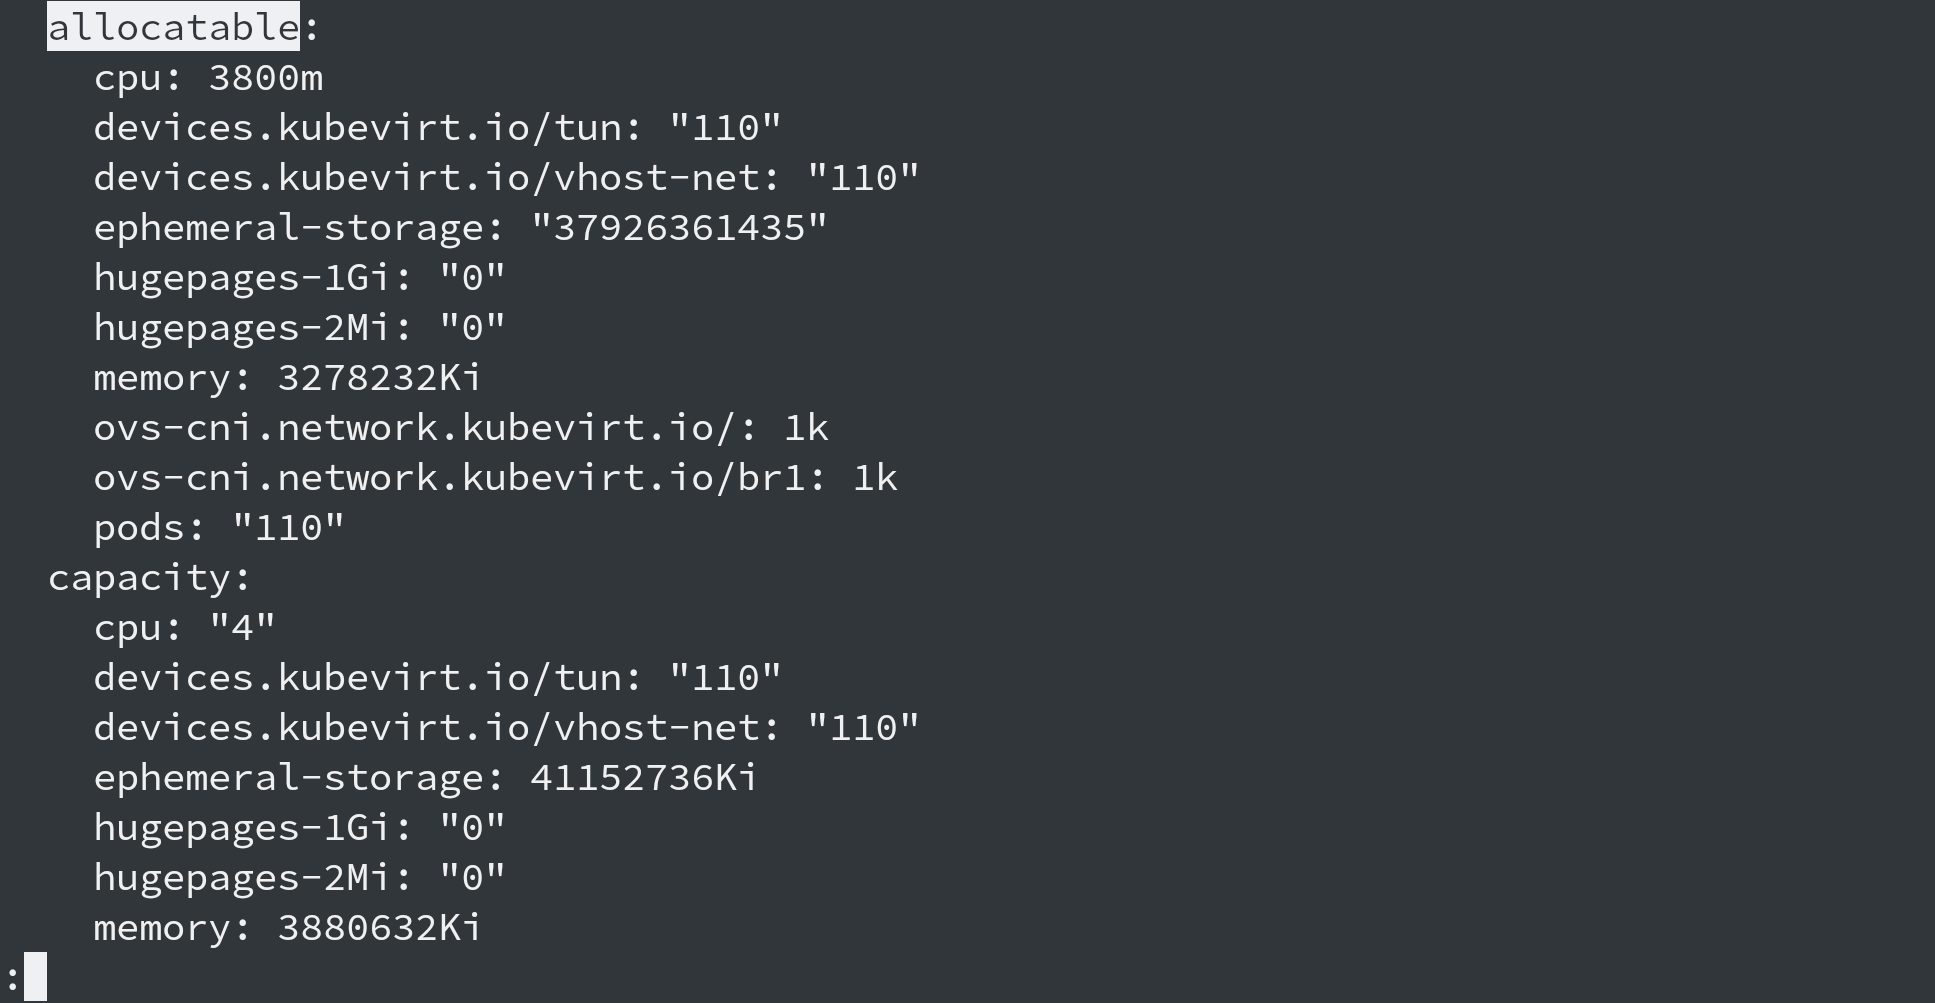 allocatable:
cpu: 3800m
devices.kubevirt.io/tun: "110"
devices.kubevirt.io/vhost-net: "110"
ephemeral-storage: "37926361435"
hugepages-1Gi: "0"
hugepages-2Mi: "0"
memory: 3278232Ki
ovs-cni.network.kubevirt.io/: 1k
ovs-cni.network.kubevirt.io/br1: 1k
pods: "110"
capacity:
cpu: "4"
devices.kubevirt.io/tun: "110"
devices.kubevirt.io/vhost-net: "110"
ephemeral-storage: 41152736Ki
hugepages-1Gi: "0"
hugepages-2Mi: "0"
memory: 3880632Ki
: